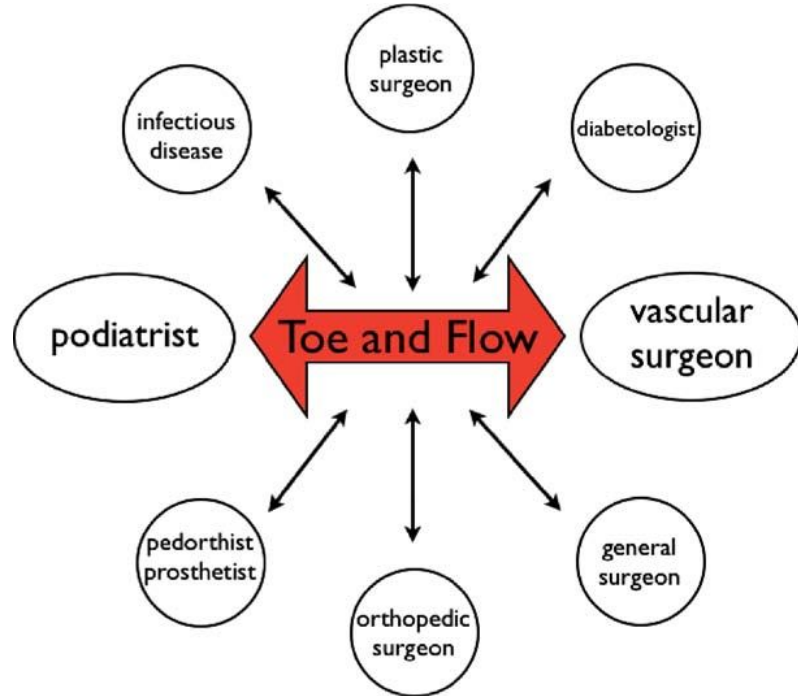 plastic
surgeon
infectious
disease
diabetologist
podiatrist
Toe and Flow
vascular
surgeon
pedorthist
prosthetist
orthopedic
surgeon
general
surgeon